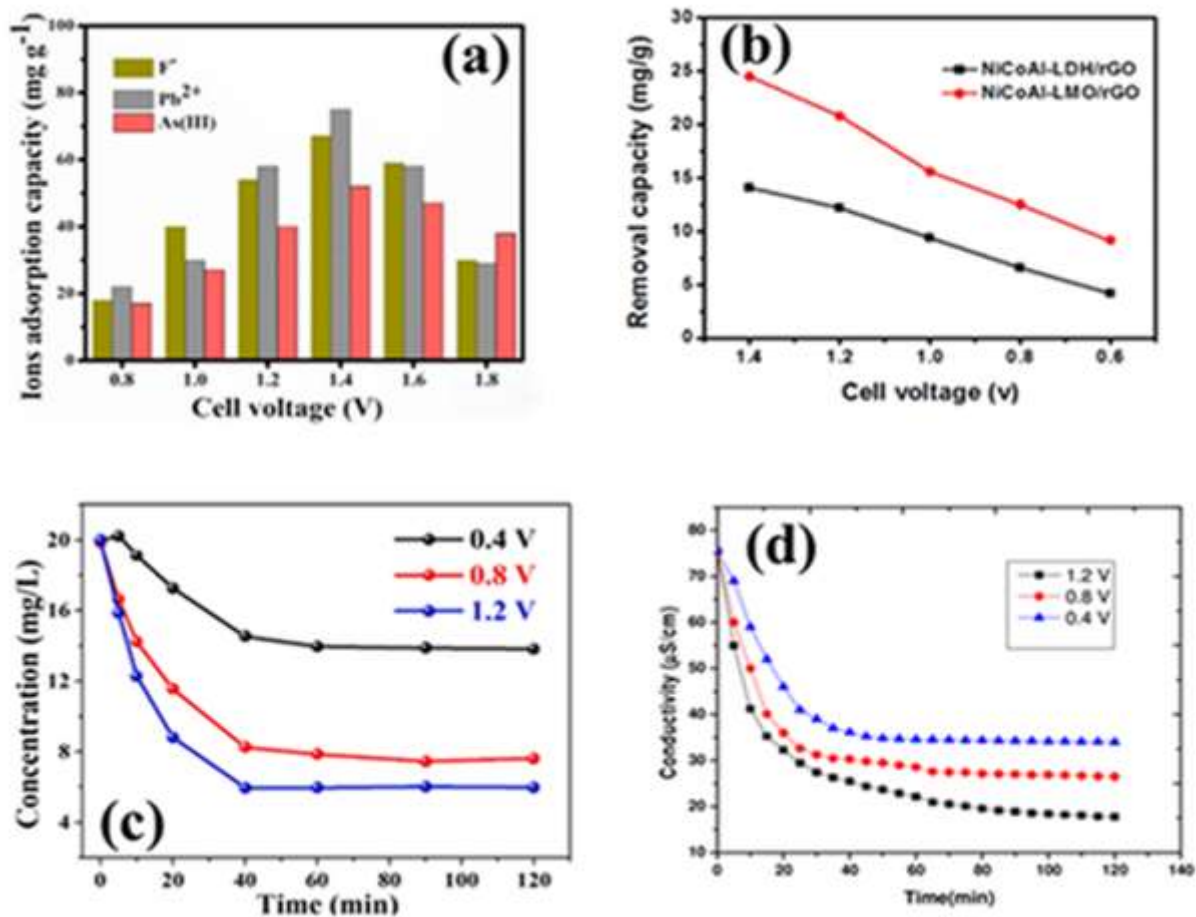 (a)
F⁻
Pb²⁺
As(III)
Ions adsorption capacity (mg g⁻¹)
100
80
60
40
20
0
0.8 1.0 1.2 1.4 1.6 1.8
Cell voltage (V)
(b)
NiCoAl-LDH/rGO
NiCoAl-LMO/rGO
Removal capacity (mg/g)
30
25
20
15
10
5
0
1.4 1.2 1.0 0.8 0.6
Cell voltage (v)
(c)
0.4 V
0.8 V
1.2 V
Concentration (mg/L)
20
16
12
8
4
0 20 40 60 80 100 120
Time (min)
(d)
1.2 V
0.8 V
0.4 V
Conductivity (µS/cm)
80
70
60
50
40
30
20
10
0 20 40 60 80 100 120 140
Time(min)